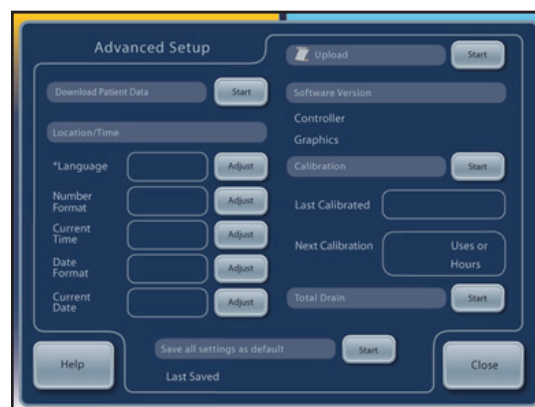 Advanced Setup
Upload
Start
Download Patient Data
Start
Software Version
Controller
Graphics
Location/Time
*Language
Adjust
Calibration
Start
Number
Format
Adjust
Last Calibrated
Current
Time
Adjust
Next Calibration
Uses or
Hours
Date
Format
Adjust
Current
Date
Adjust
Total Drain
Start
Save all settings as default
Start
Last Saved
Help
Close